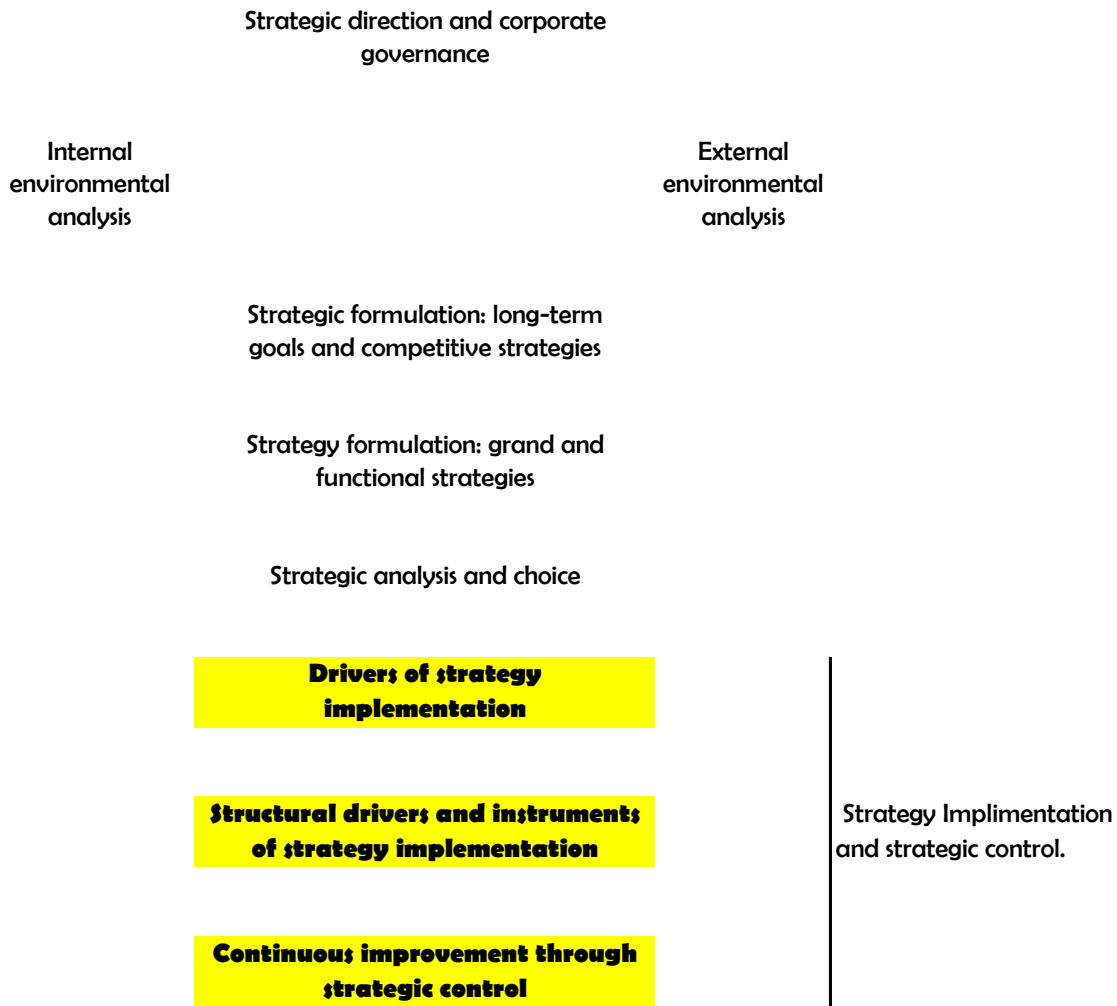 Strategic direction and corporate
governance
Internal
environmental
analysis
External
environmental
analysis
Strategic formulation: long-term
goals and competitive strategies
Strategy formulation: grand and
functional strategies
Strategic analysis and choice
Drivers of strategy
implementation
Structural drivers and instruments
of strategy implementation
Strategy Implimentation
and strategic control.
Continuous improvement through
strategic control